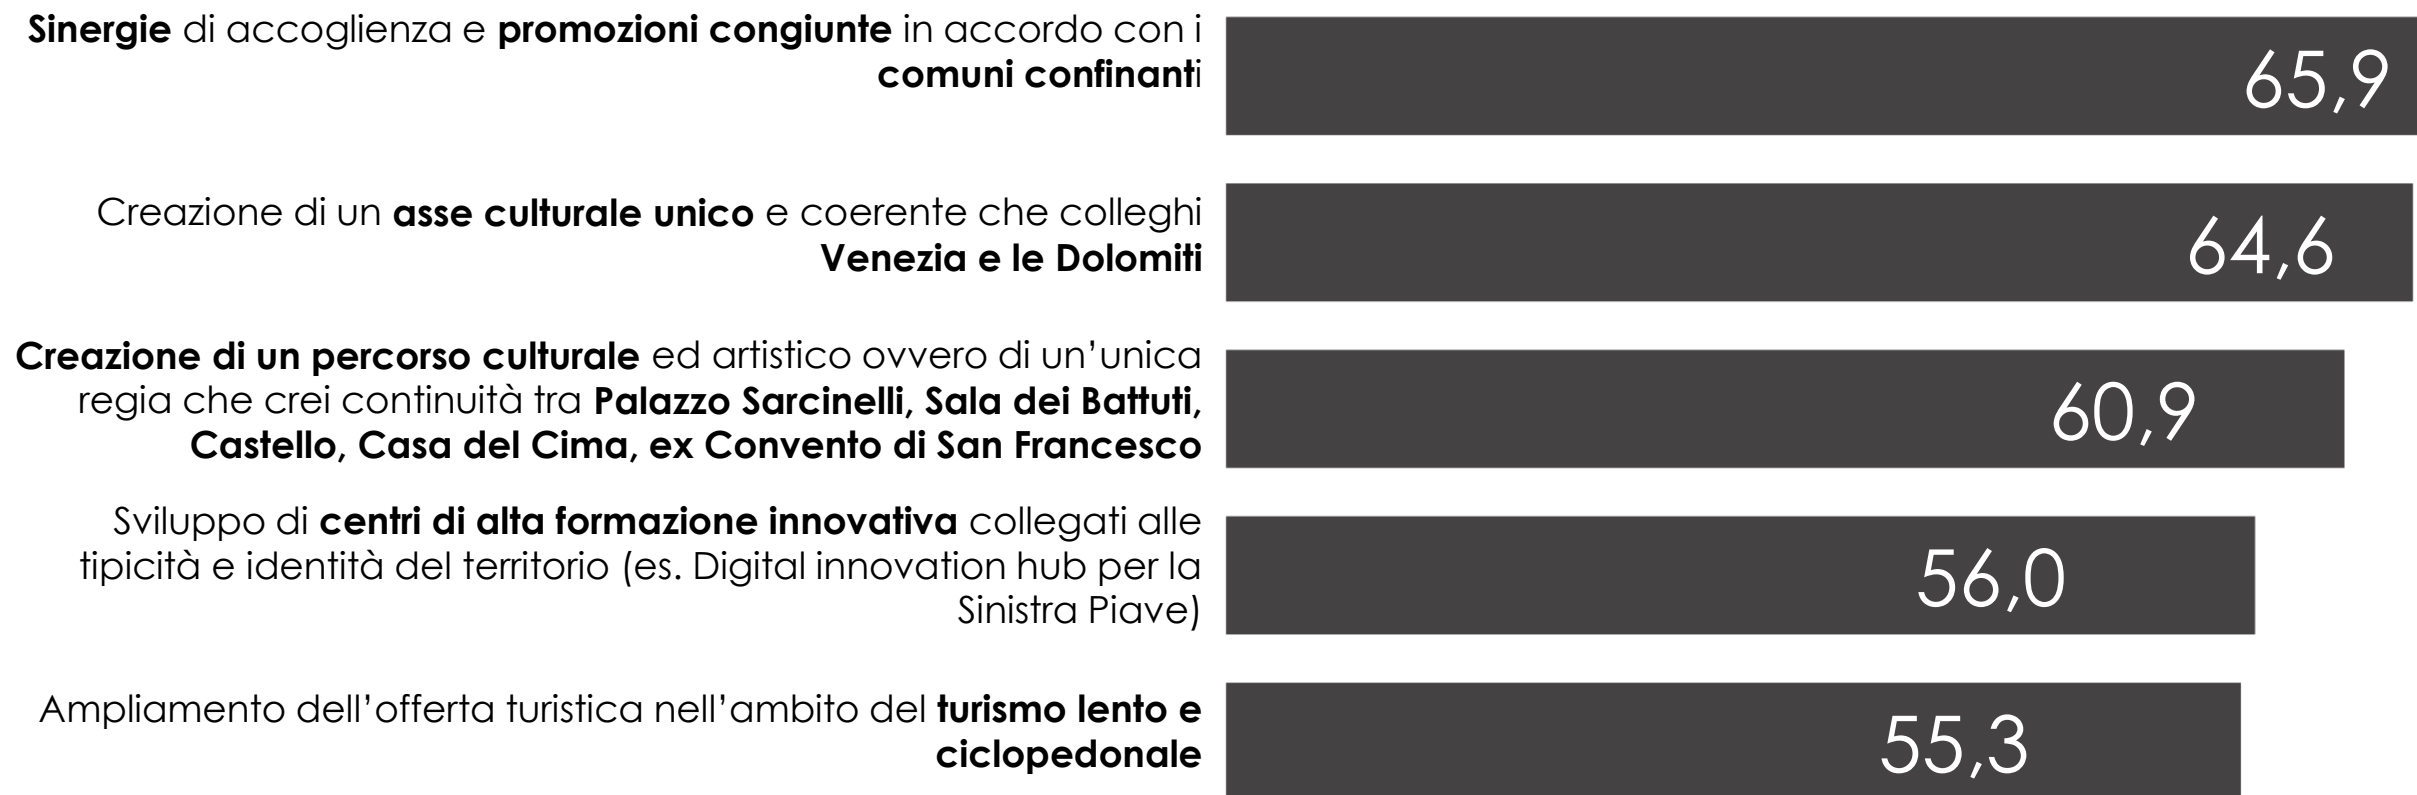 Sinergie di accoglienza e promozioni congiunte in accordo con i
comuni confinanti
65,9
Creazione di un asse culturale unico e coerente che colleghi
Venezia e le Dolomiti
64,6
Creazione di un percorso culturale ed artistico ovvero di un’unica
regia che crei continuità tra Palazzo Sarcinelli, Sala dei Battuti,
Castello, Casa del Cima, ex Convento di San Francesco
60,9
Sviluppo di centri di alta formazione innovativa collegati alle
tipicità e identità del territorio (es. Digital innovation hub per la
Sinistra Piave)
56,0
Ampliamento dell’offerta turistica nell’ambito del turismo lento e
ciclopedonale
55,3